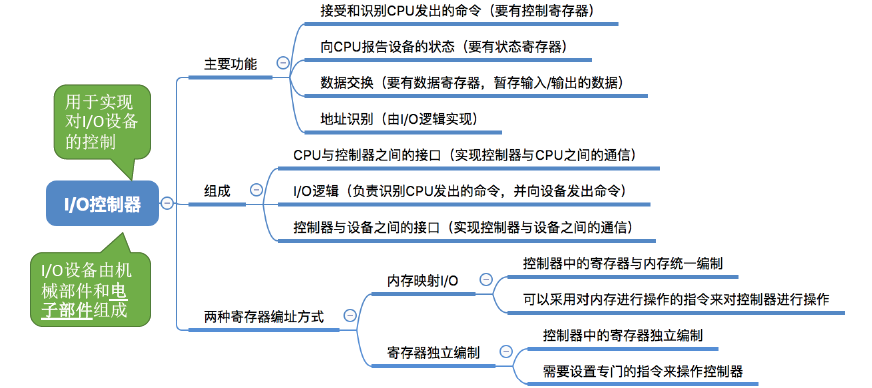 接受和识别CPU发出的命令（要有控制寄存器）
主要功能
向CPU报告设备的状态（要有状态寄存器）
数据交换（要有数据寄存器，暂存输入/输出的数据）
地址识别（由I/O逻辑实现）
用于实现
对I/O设备
的控制
CPU与控制器之间的接口（实现控制器与CPU之间的通信）
组成
I/O逻辑（负责识别CPU发出的命令，并向设备发出命令）
控制器与设备之间的接口（实现控制器与设备之间的通信）
I/O控制器
I/O设备由机
械部件和电
子部件组成
两种寄存器编址方式
内存映射I/O
控制器中的寄存器与内存统一编制
可以采用对内存进行操作的指令来对控制器进行操作
寄存器独立编制
控制器中的寄存器独立编制
需要设置专门的指令来操作控制器